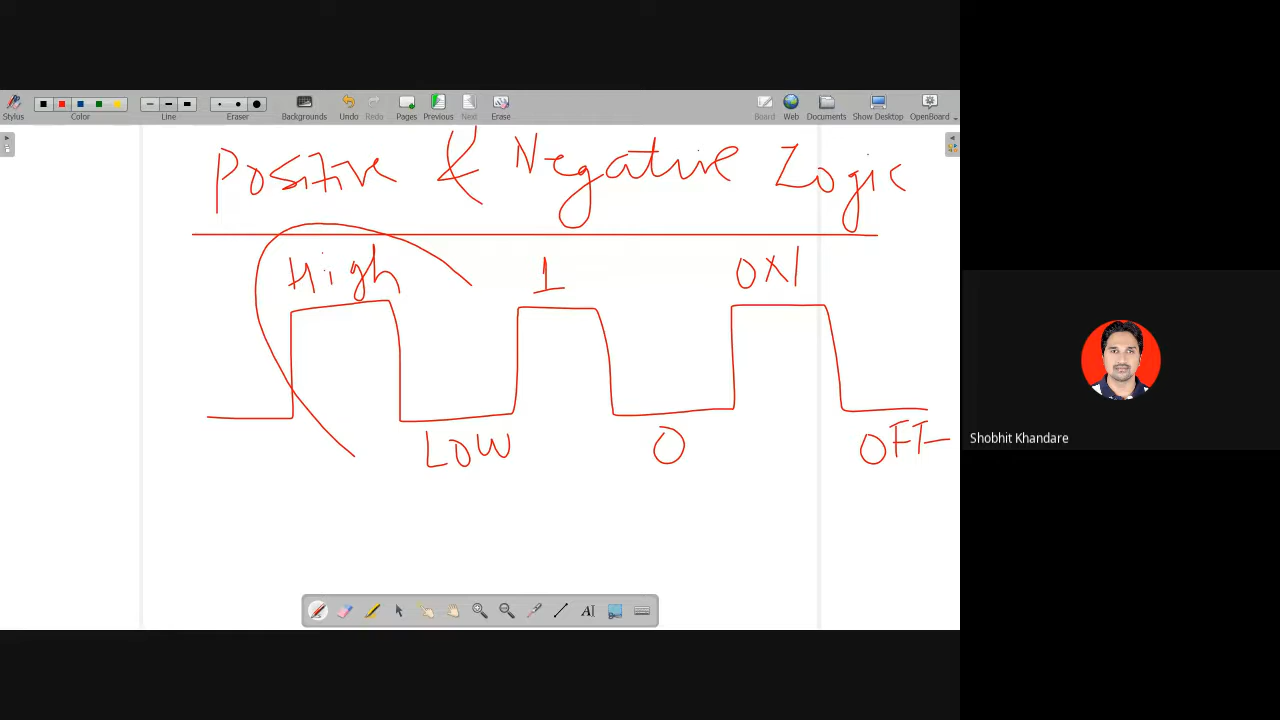 Stylus Color Line Eraser Backgrounds Undo Redo Pages Previous Next Erase Board Web Documents Show Desktop OpenBoard
Positive & Negative Logic
High 1 ON
LOW 0 OFF
AI
Shobhit Khandare